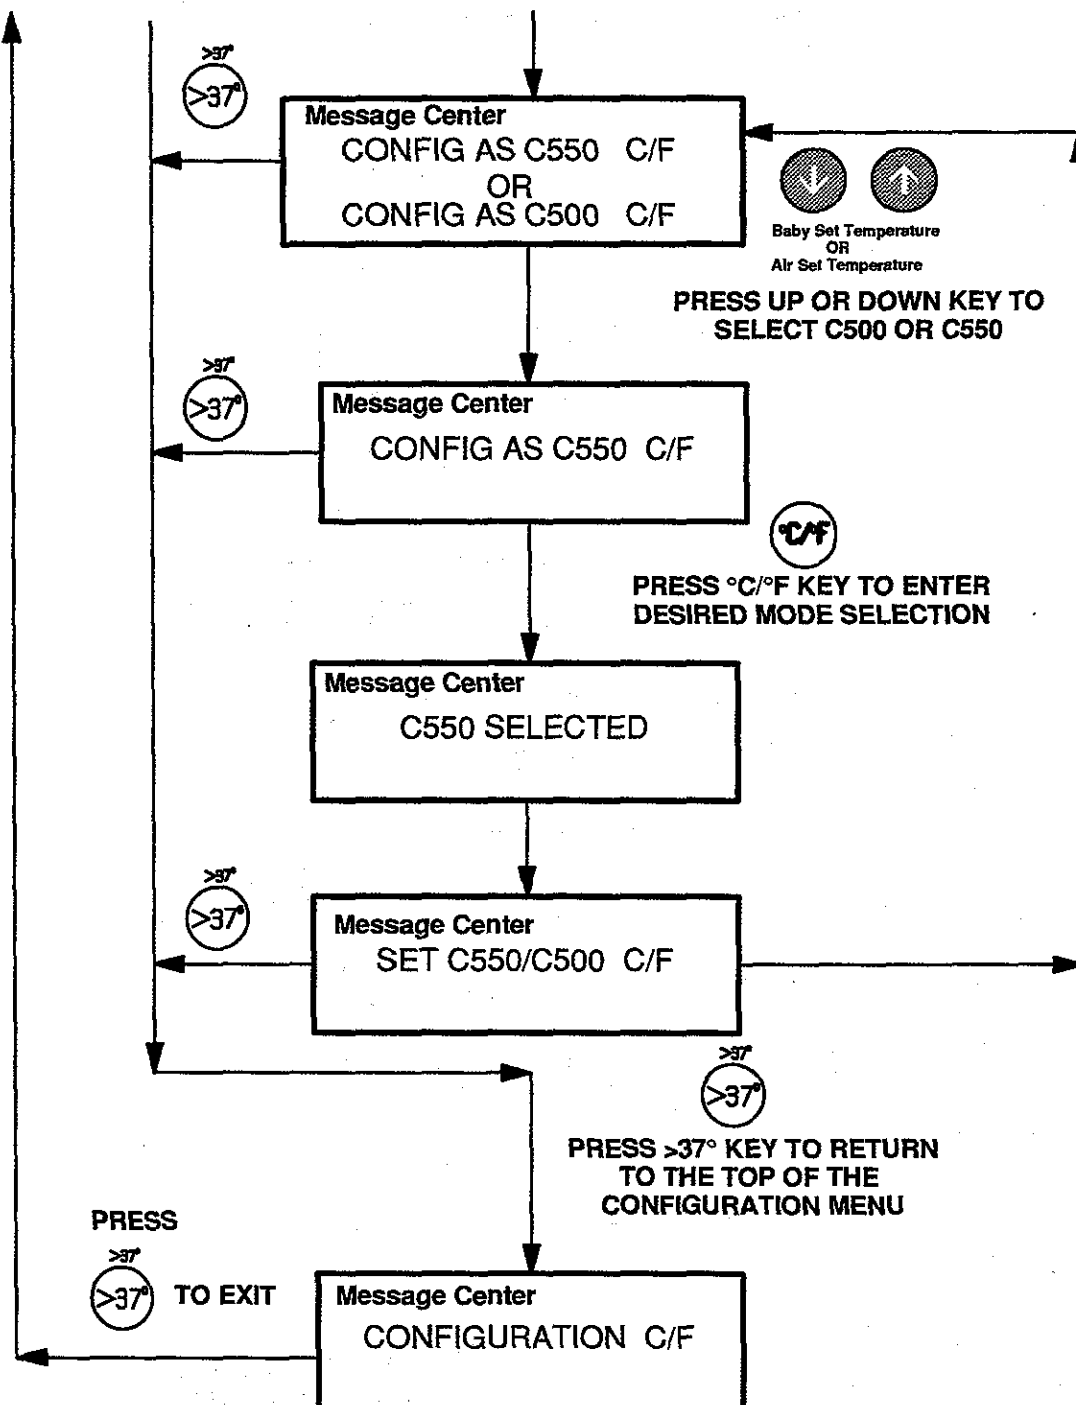 >37°
>37°
Message Center
CONFIG AS C550 C/F
OR
CONFIG AS C500 C/F
Baby Set Temperature
OR
Air Set Temperature
PRESS UP OR DOWN KEY TO
SELECT C500 OR C550
>37°
>37°
Message Center
CONFIG AS C550 C/F
°C/°F
PRESS °C/°F KEY TO ENTER
DESIRED MODE SELECTION
Message Center
C550 SELECTED
>37°
>37°
Message Center
SET C550/C500 C/F
>37°
>37°
PRESS >37° KEY TO RETURN
TO THE TOP OF THE
CONFIGURATION MENU
PRESS
>37°
>37° TO EXIT
Message Center
CONFIGURATION C/F